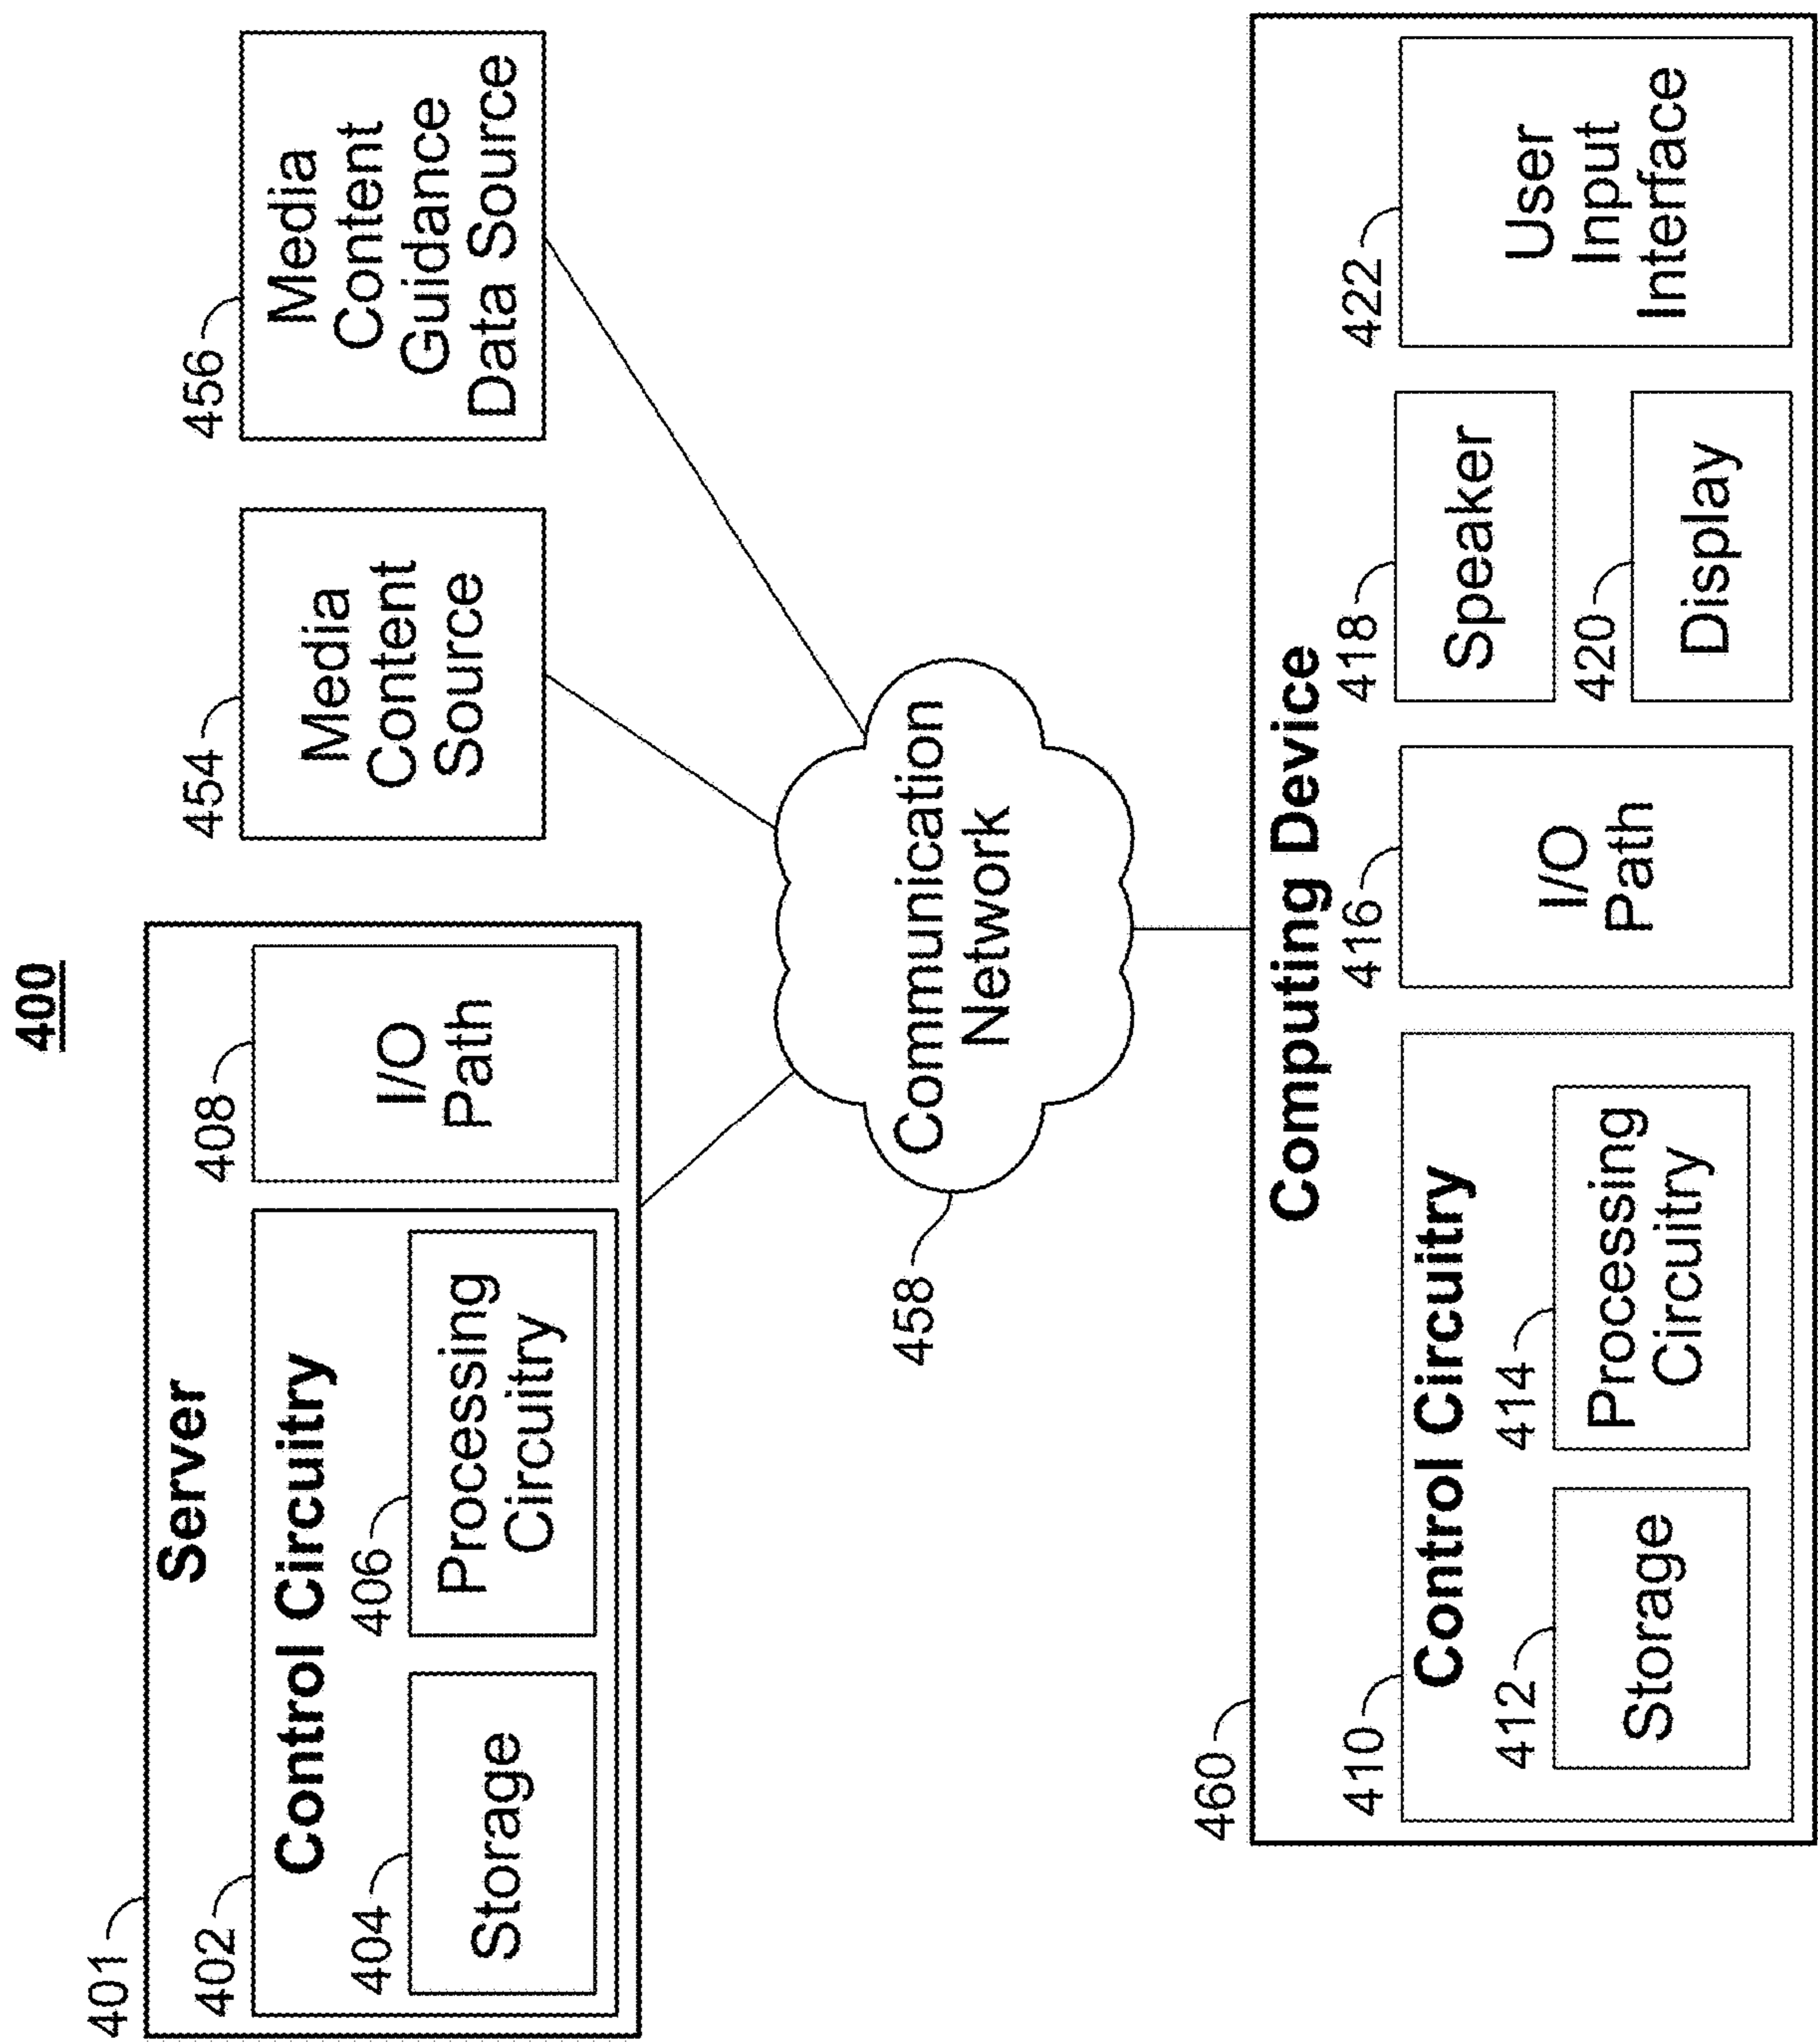 400
401
Server
402
Control Circuitry
404
Storage
406
Processing
Circuitry
408
I/O
Path
454
Media
Content
Source
456
Media
Content
Guidance
Data Source
458
Communication
Network
460
Computing Device
410
Control Circuitry
412
Storage
414
Processing
Circuitry
416
I/O
Path
418
Speaker
420
Display
422
User
Input
Interface